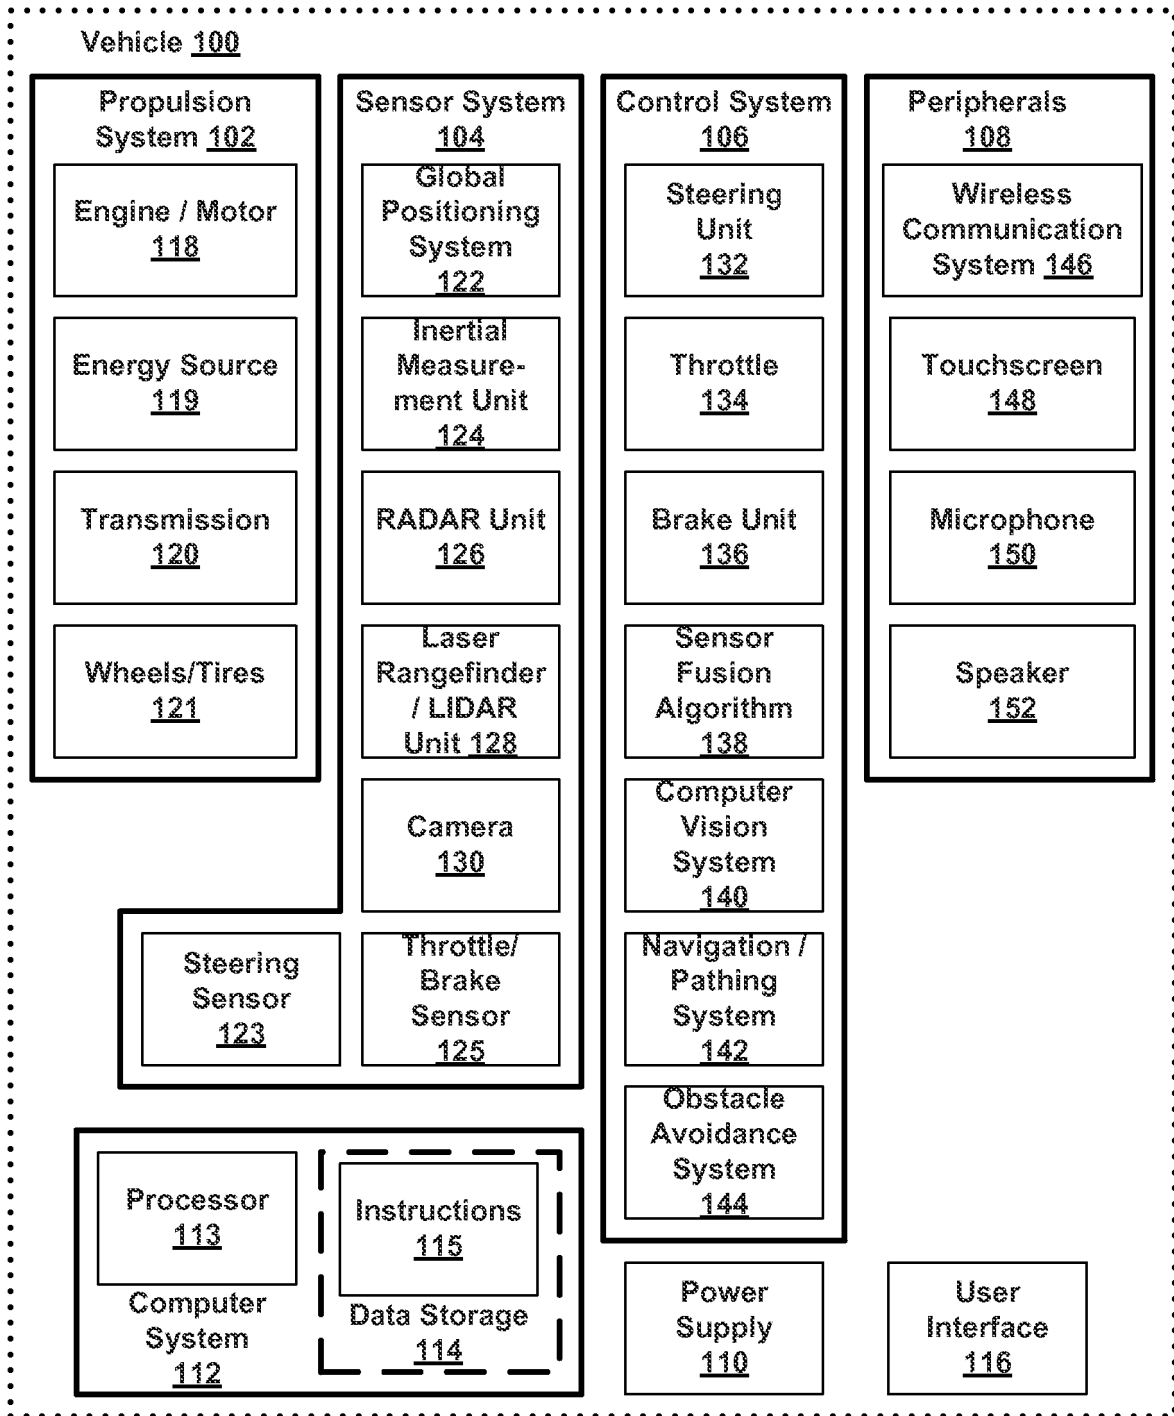 Vehicle 100
Propulsion
System 102
Engine / Motor
118
Energy Source
119
Transmission
120
Wheels/Tires
121
Sensor System
104
Global
Positioning
System
122
Inertial
Measure-
ment Unit
124
RADAR Unit
126
Laser
Rangefinder
/ LIDAR
Unit 128
Camera
130
Steering
Sensor
123
Throttle/
Brake
Sensor
125
Control System
106
Steering
Unit
132
Throttle
134
Brake Unit
136
Sensor
Fusion
Algorithm
138
Computer
Vision
System
140
Navigation /
Pathing
System
142
Obstacle
Avoidance
System
144
Peripherals
108
Wireless
Communication
System 146
Touchscreen
148
Microphone
150
Speaker
152
Processor
113
Computer
System
112
Instructions
115
Data Storage
114
Power
Supply
110
User
Interface
116